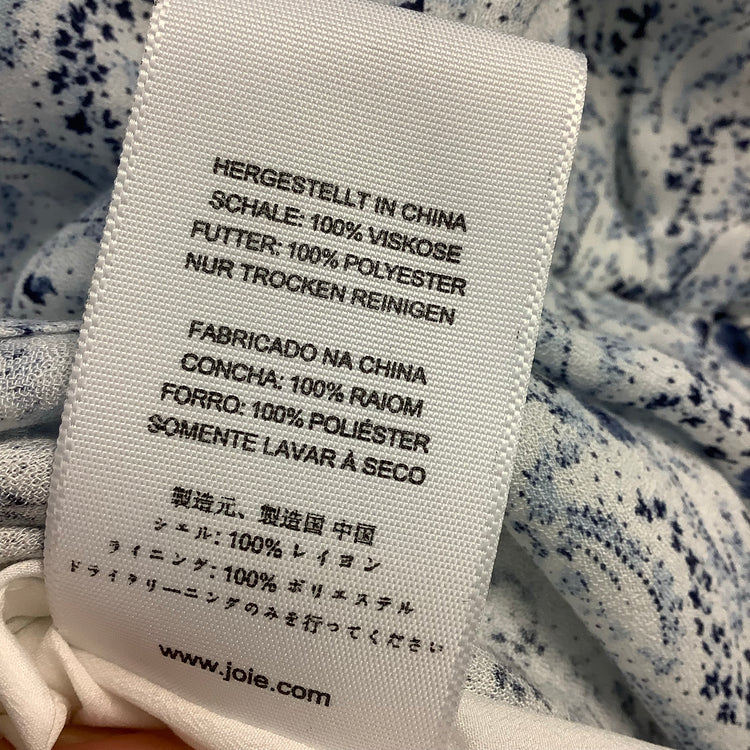 HERGESTELLT IN CHINA
SCHALE: 100% VISKOSE
FUTTER: 100% POLYESTER
NUR TROCKEN REINIGEN
FABRICADO NA CHINA
CONCHA: 100% RAIOM
FORRO: 100% POLIÉSTER
SOMENTE LAVAR À SECO
製造元、製造国 中国
シェル: 100% レイヨン
ライニング: 100% ポリエステル
ドライクリーニングのみを行ってください
www.joie.com